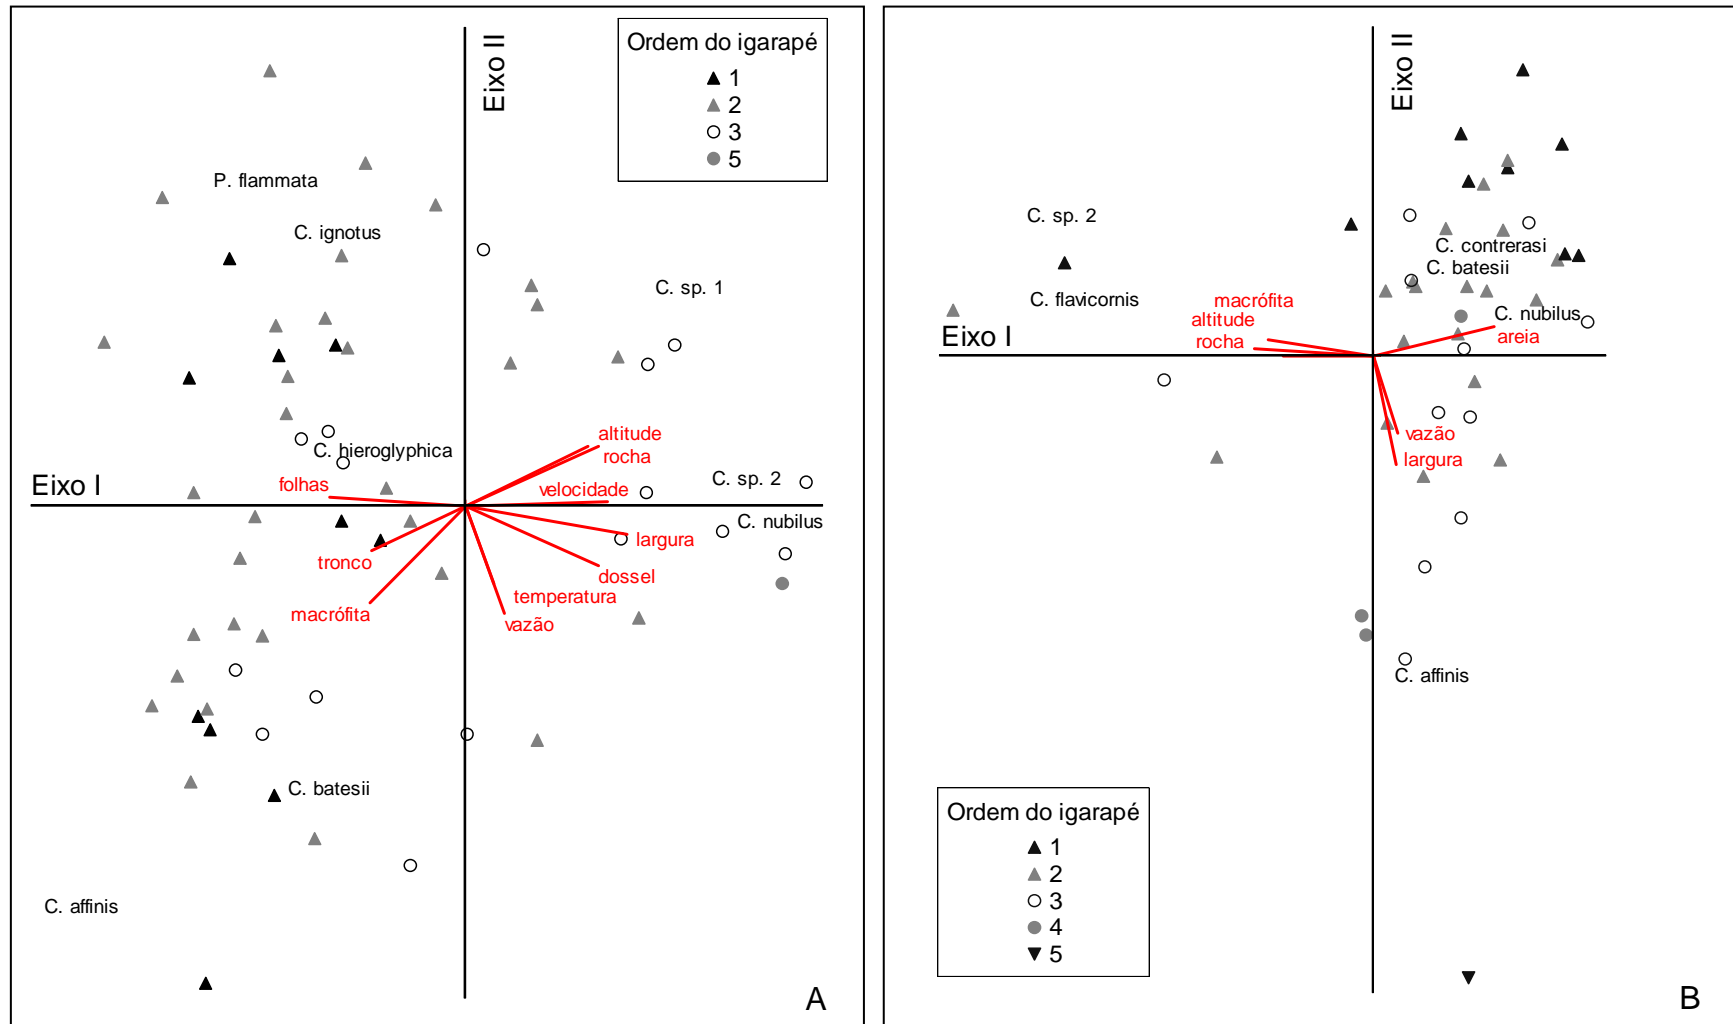 Eixo II
Ordem do igarapé
1
2
3
5
P. flammata
C. ignotus
C. sp. 1
altitude
C. hieroglyphica
rocha
C. sp. 2
Eixo I
folhas
velocidade
C. nubilus
largura
tronco
dossel
temperatura
macrófita
vazão
C. batesii
C. affinis
A
Eixo II
C. sp. 2
C. contrerasi
C. batesii
C. flavicornis
macrófita
C. nubilus
altitude
Eixo I
rocha
areia
vazão
largura
C. affinis
Ordem do igarapé
1
2
3
4
5
B